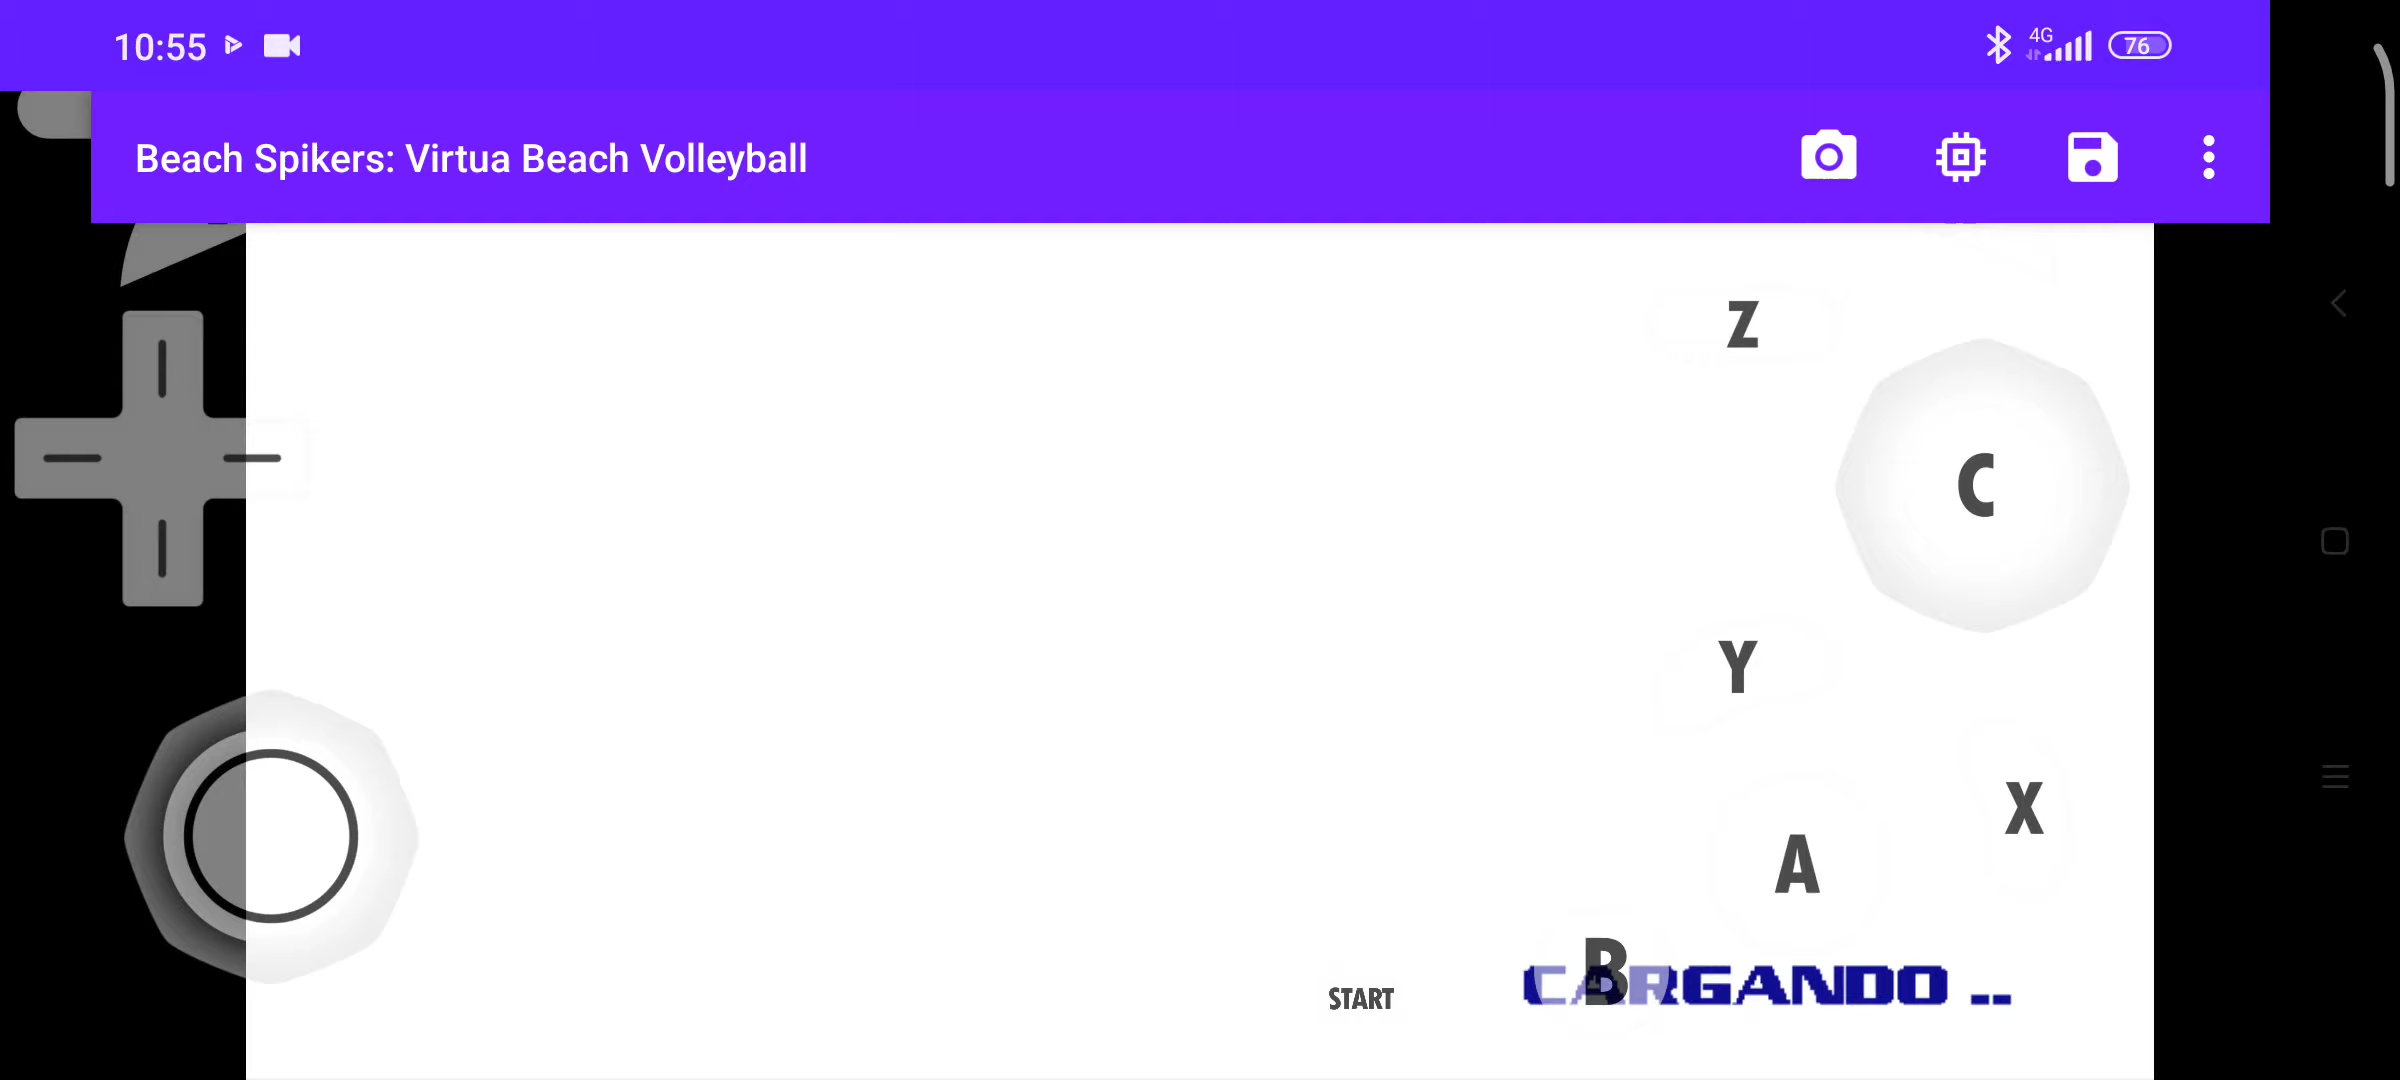 10:55
4G
76
Beach Spikers: Virtua Beach Volleyball
Z
C
Y
X
A
B
START
CARGANDO --